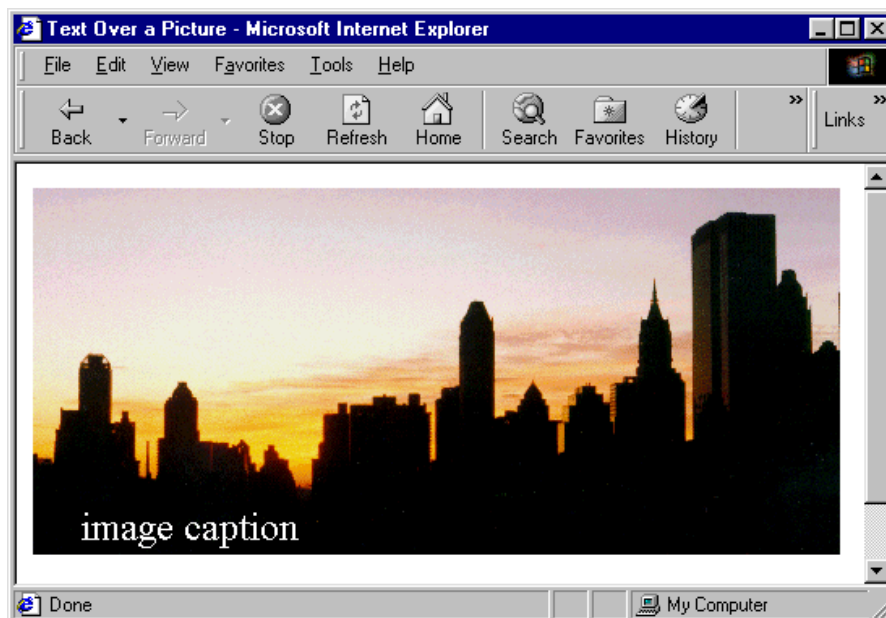 Text Over a Picture - Microsoft Internet Explorer
File Edit View Favorites Tools Help
Back Forward Stop Refresh Home Search Favorites History » Links »
image caption
Done My Computer